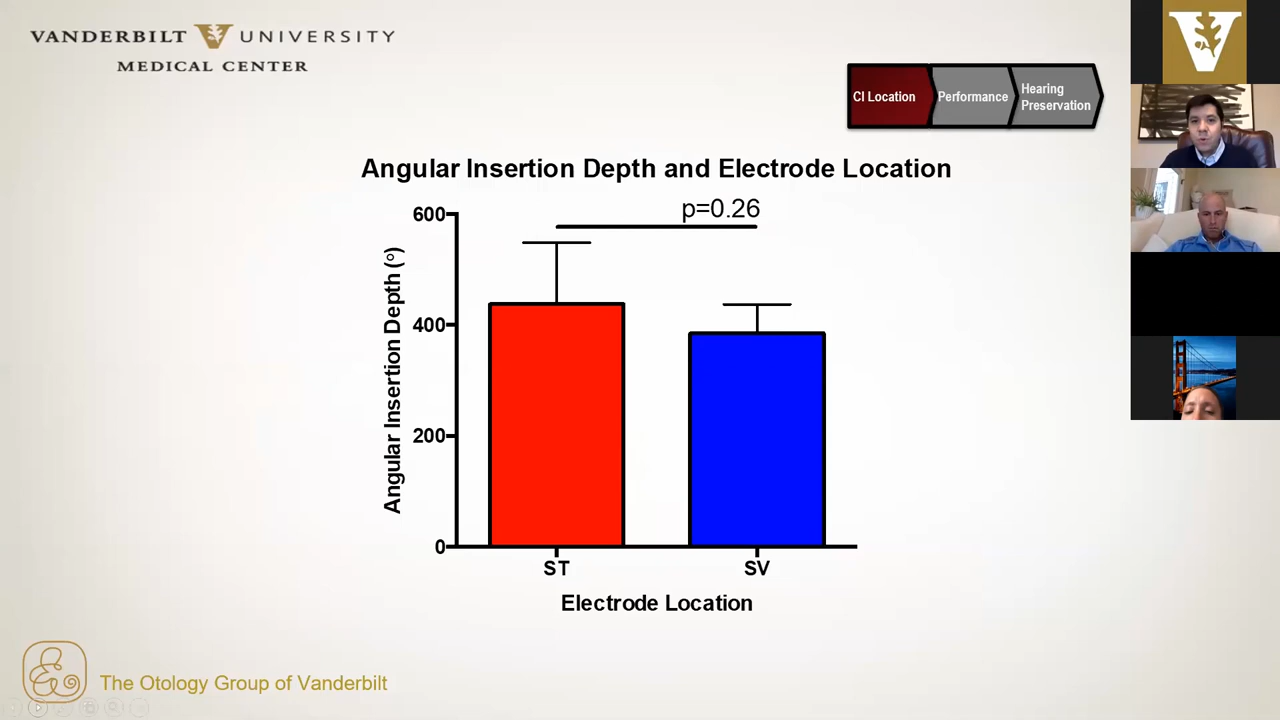 VANDERBILT UNIVERSITY
MEDICAL CENTER
CI Location
Performance
Hearing
Preservation
Angular Insertion Depth and Electrode Location
p=0.26
600
400
200
0
Angular Insertion Depth (°)
ST
SV
Electrode Location
The Otology Group of Vanderbilt
V